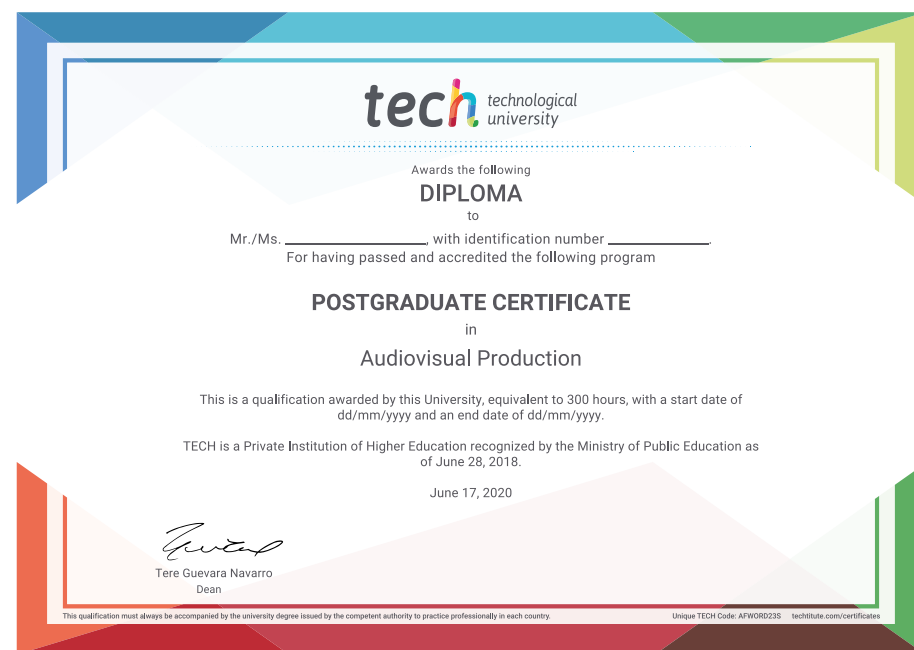 tech technological
university
Awards the following
DIPLOMA
to
Mr./Ms. ____________________, with identification number ______________.
For having passed and accredited the following program
POSTGRADUATE CERTIFICATE
in
Audiovisual Production
This is a qualification awarded by this University, equivalent to 300 hours, with a start date of
dd/mm/yyyy and an end date of dd/mm/yyyy.
TECH is a Private Institution of Higher Education recognized by the Ministry of Public Education as
of June 28, 2018.
June 17, 2020
Tere Guevara Navarro
Dean
This qualification must always be accompanied by the university degree issued by the competent authority to practice professionally in each country. Unique TECH Code: AFWORD23S techtitute.com/certificates